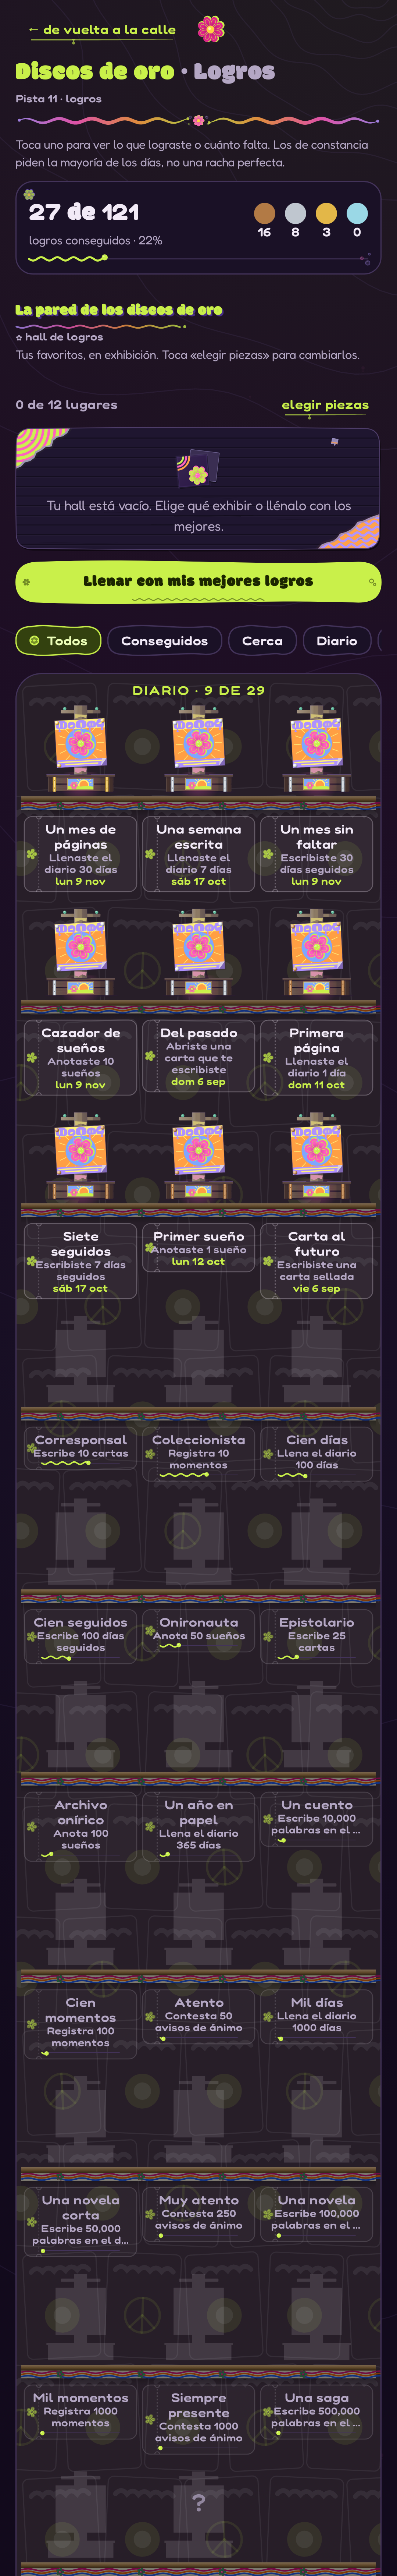 ← de vuelta a la calle
Discos de oro · Logros
Pista 11 · logros
Toca uno para ver lo que lograste o cuánto falta. Los de constancia
piden la mayoría de los días, no una racha perfecta.
27 de 121
logros conseguidos · 22%
16 8 3 0
La pared de los discos de oro
✩ hall de logros
Tus favoritos, en exhibición. Toca «elegir piezas» para cambiarlos.
0 de 12 lugares
elegir piezas
Tu hall está vacío. Elige qué exhibir o llénalo con los
mejores.
Llenar con mis mejores logros
Todos
Conseguidos
Cerca
Diario
DIARIO · 9 DE 29
Un mes de
páginas
Llenaste el
diario 30 días
lun 9 nov
Una semana
escrita
Llenaste el
diario 7 días
sáb 17 oct
Un mes sin
faltar
Escribiste 30
días seguidos
lun 9 nov
Cazador de
sueños
Anotaste 10
sueños
lun 9 nov
Del pasado
Abriste una
carta que te
escribiste
dom 6 sep
Primera
página
Llenaste el
diario 1 día
dom 11 oct
Siete
seguidos
Escribiste 7 días
seguidos
sáb 17 oct
Primer sueño
Anotaste 1 sueño
lun 12 oct
Carta al
futuro
Escribiste una
carta sellada
vie 6 sep
Corresponsal
Escribe 10 cartas
Coleccionista
Registra 10
momentos
Cien días
Llena el diario
100 días
Cien seguidos
Escribe 100 días
seguidos
Onironauta
Anota 50 sueños
Epistolario
Escribe 25
cartas
Archivo
onírico
Anota 100
sueños
Un año en
papel
Llena el diario
365 días
Un cuento
Escribe 10,000
palabras en el ...
Cien
momentos
Registra 100
momentos
Atento
Contesta 50
avisos de ánimo
Mil días
Llena el diario
1000 días
Una novela
corta
Escribe 50,000
palabras en el d...
Muy atento
Contesta 250
avisos de ánimo
Una novela
Escribe 100,000
palabras en el ...
Mil momentos
Registra 1000
momentos
Siempre
presente
Contesta 1000
avisos de ánimo
Una saga
Escribe 500,000
palabras en el ...
?